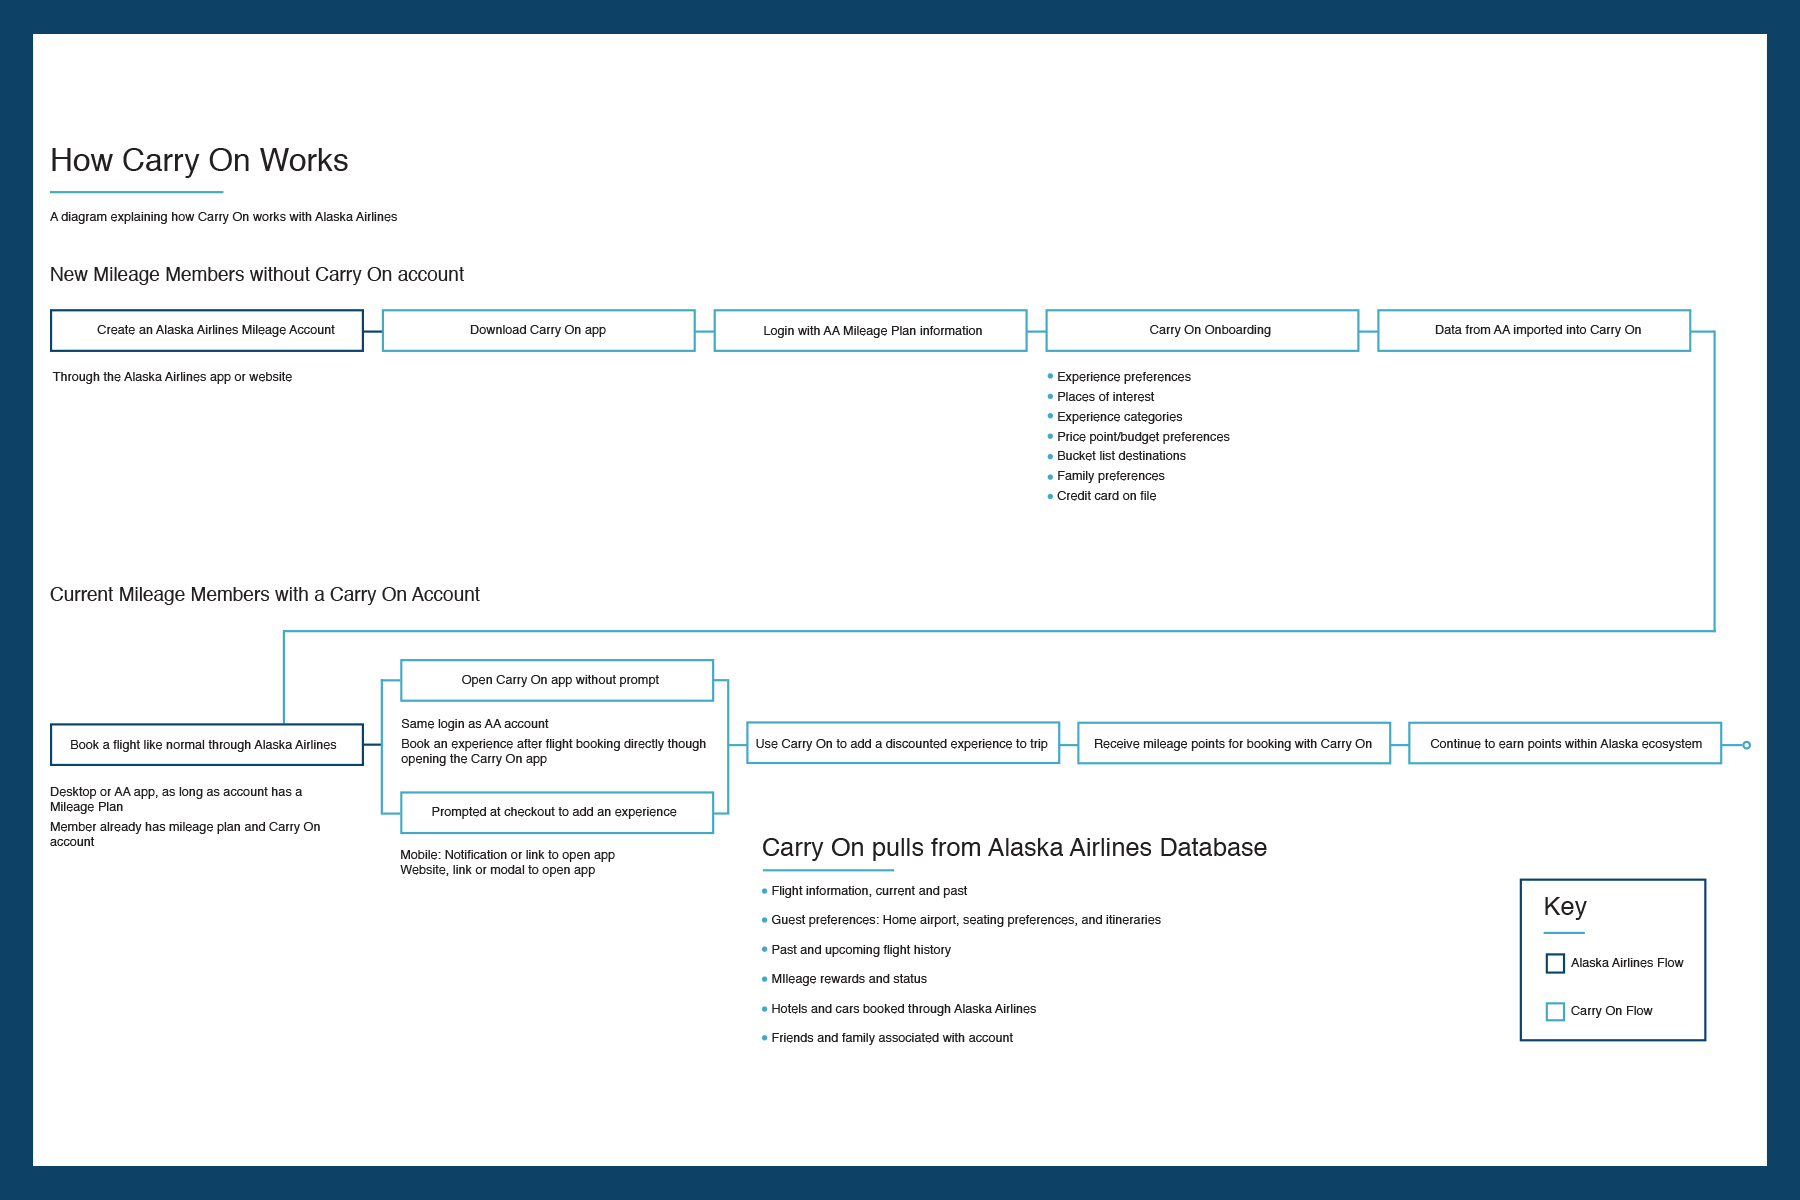 How Carry On Works
A diagram explaining how Carry On works with Alaska Airlines
New Mileage Members without Carry On account
Create an Alaska Airlines Mileage Account
Download Carry On app
Login with AA Mileage Plan information
Carry On Onboarding
Data from AA imported into Carry On
Through the Alaska Airlines app or website
Experience preferences
Places of interest
Experience categories
Price point/budget preferences
Bucket list destinations
Family preferences
Credit card on file
Current Mileage Members with a Carry On Account
Book a flight like normal through Alaska Airlines
Desktop or AA app, as long as account has a
Mileage Plan
Member already has mileage plan and Carry On
account
Open Carry On app without prompt
Same login as AA account
Book an experience after flight booking directly though
opening the Carry On app
Prompted at checkout to add an experience
Mobile: Notification or link to open app
Website, link or modal to open app
Use Carry On to add a discounted experience to trip
Receive mileage points for booking with Carry On
Continue to earn points within Alaska ecosystem
Carry On pulls from Alaska Airlines Database
Flight information, current and past
Guest preferences: Home airport, seating preferences, and itineraries
Past and upcoming flight history
MIleage rewards and status
Hotels and cars booked through Alaska Airlines
Friends and family associated with account
Key
Alaska Airlines Flow
Carry On Flow